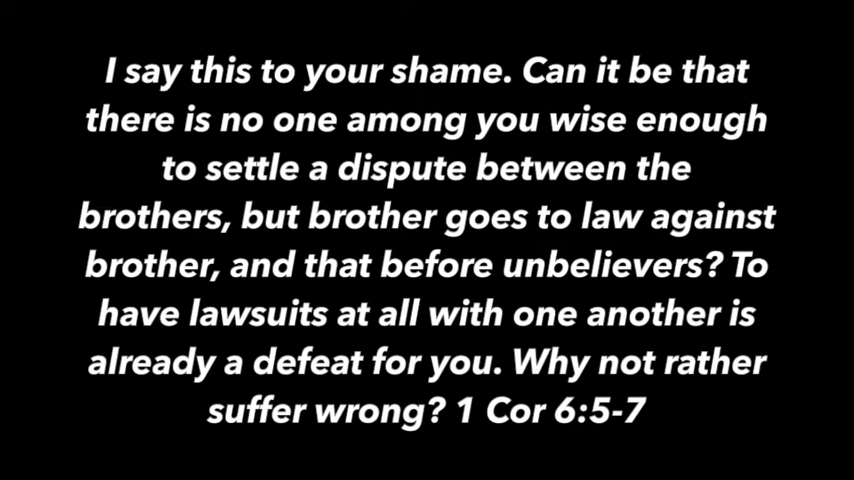 I say this to your shame. Can it be that
there is no one among you wise enough
to settle a dispute between the
brothers, but brother goes to law against
brother, and that before unbelievers? To
have lawsuits at all with one another is
already a defeat for you. Why not rather
suffer wrong? 1 Cor 6:5-7